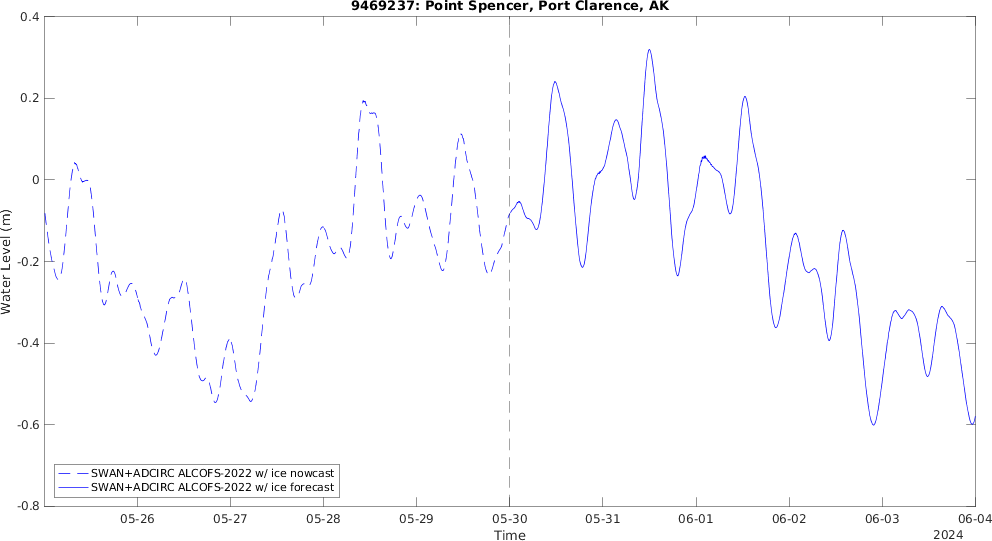 9469237: Point Spencer, Port Clarence, AK
0.4
0.2
0
-0.2
-0.4
-0.6
-0.8
Water Level (m)
SWAN+ADCIRC ALCOFS-2022 w/ ice nowcast
SWAN+ADCIRC ALCOFS-2022 w/ ice forecast
05-26 05-27 05-28 05-29 05-30 05-31 06-01 06-02 06-03 06-04
Time
2024